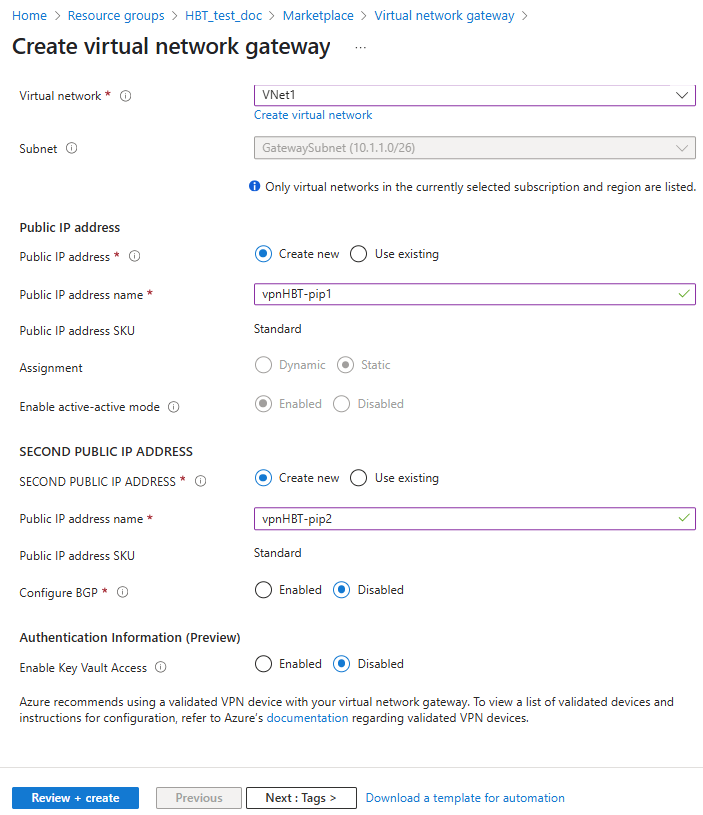 Home > Resource groups > HBT_test_doc > Marketplace > Virtual network gateway >
Create virtual network gateway ...
Virtual network *
VNet1
Create virtual network
Subnet
GatewaySubnet (10.1.1.0/26)
Only virtual networks in the currently selected subscription and region are listed.
Public IP address
Public IP address * Create new Use existing
Public IP address name * vpnHBT-pip1
Public IP address SKU Standard
Assignment Dynamic Static
Enable active-active mode Enabled Disabled
SECOND PUBLIC IP ADDRESS
SECOND PUBLIC IP ADDRESS * Create new Use existing
Public IP address name * vpnHBT-pip2
Public IP address SKU Standard
Configure BGP * Enabled Disabled
Authentication Information (Preview)
Enable Key Vault Access Enabled Disabled
Azure recommends using a validated VPN device with your virtual network gateway. To view a list of validated devices and
instructions for configuration, refer to Azure's documentation regarding validated VPN devices.
Review + create Previous Next : Tags > Download a template for automation